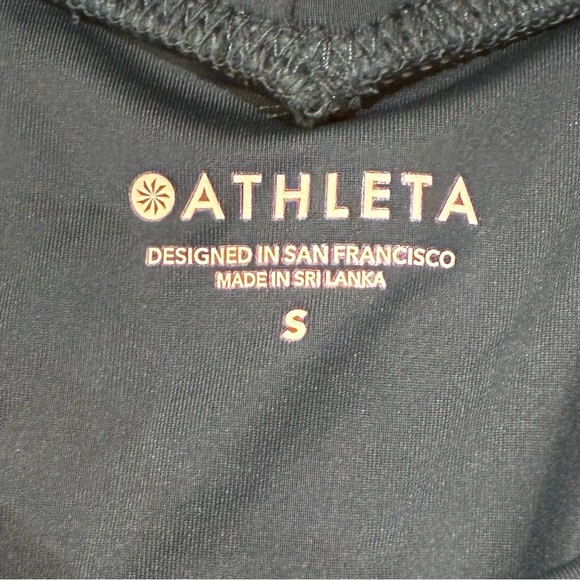 ATHLETA
DESIGNED IN SAN FRANCISCO
MADE IN SRI LANKA
S